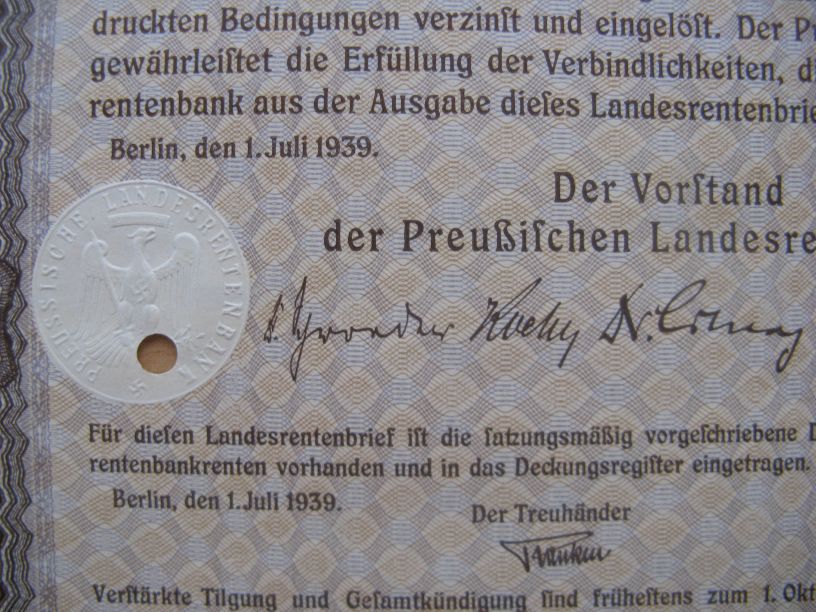 druckten Bedingungen verzinſt und eingelöſt. Der Pr
gewährleiſtet die Erfüllung der Verbindlichkeiten, di
rentenbank aus der Ausgabe dieſes Landesrentenbrie
Berlin, den 1. Juli 1939.
Der Vorſtand
der Preußiſchen Landesre
PREUSSISCHE LANDESRENTENBANK
Für dieſen Landesrentenbrief iſt die ſatzungsmäßig vorgeſchriebene D
rentenbankrenten vorhanden und in das Deckungsregiſter eingetragen.
Berlin, den 1. Juli 1939.
Der Treuhänder
Verſtärkte Tilgung und Geſamtkündigung ſind früheſtens zum 1. Okt